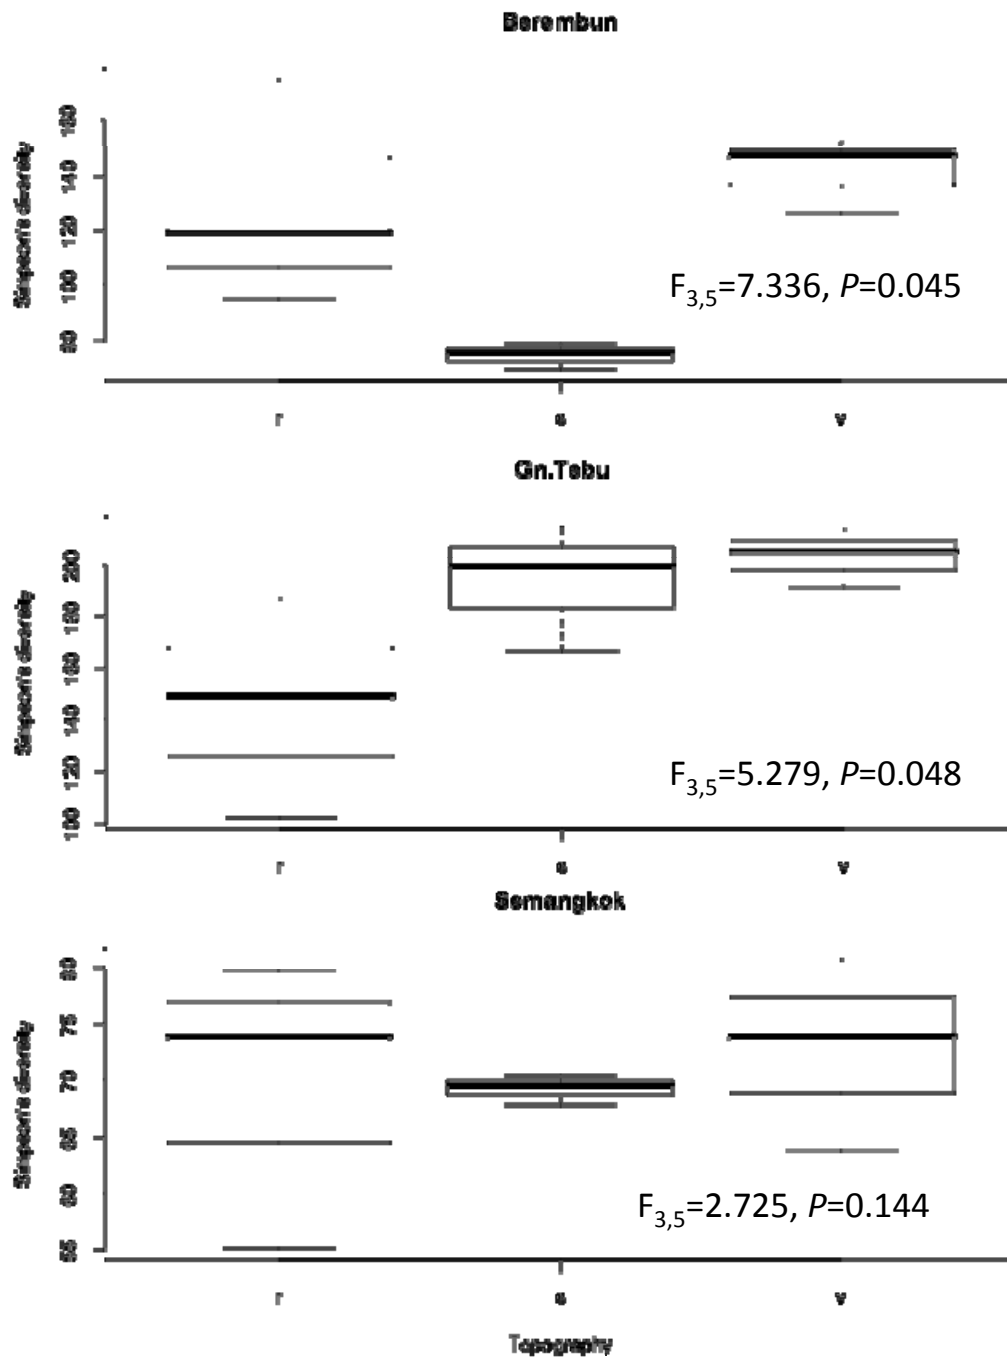 Berembun
Simpson's diversity
160
140
120
100
80
F3,5=7.336, P=0.045
r
s
v
Gn.Tebu
Simpson's diversity
200
180
160
140
120
100
F3,5=5.279, P=0.048
r
s
v
Semangkok
Simpson's diversity
80
75
70
65
60
55
F3,5=2.725, P=0.144
r
s
v
Topography